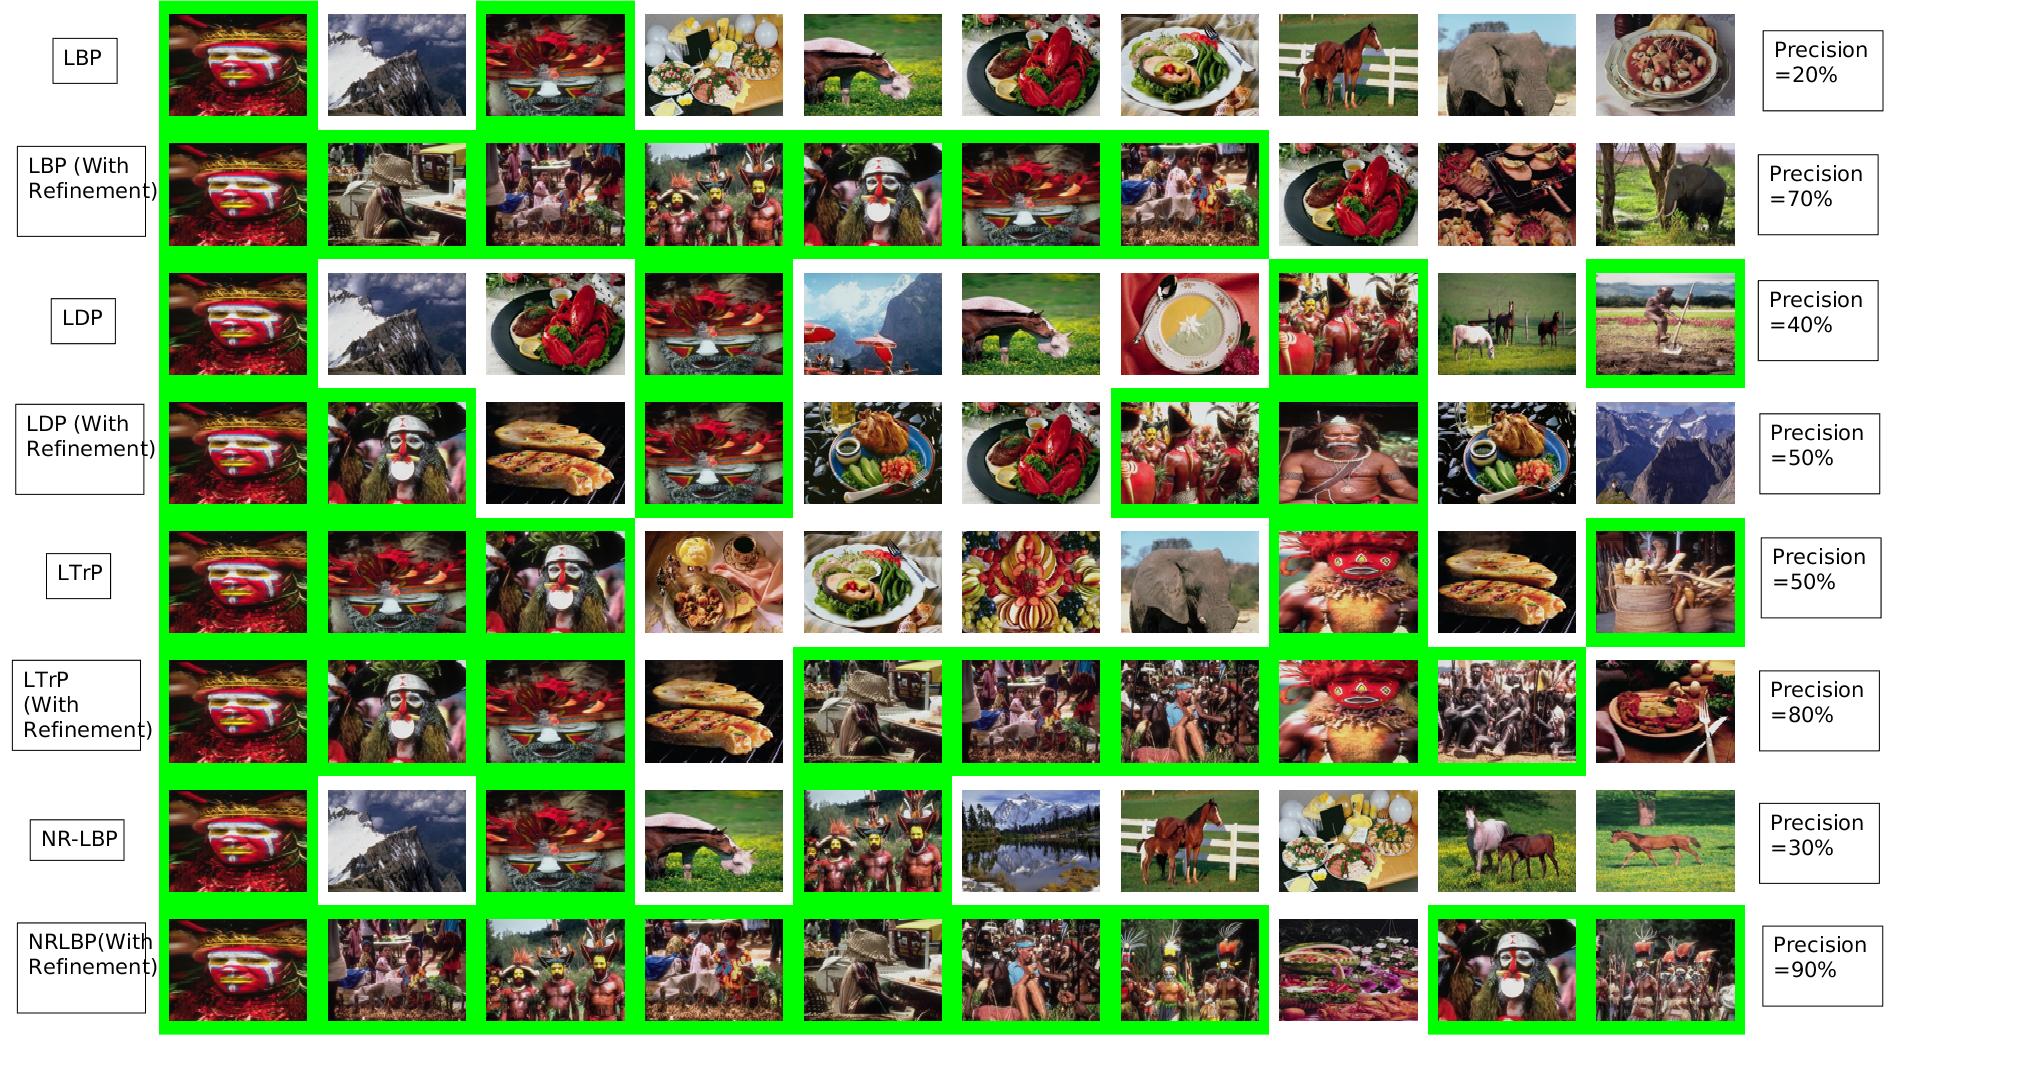 LBP
Precision
=20%
LBP (With
Refinement)
Precision
=70%
LDP
Precision
=40%
LDP (With
Refinement)
Precision
=50%
LTrP
Precision
=50%
LTrP
(With
Refinement)
Precision
=80%
NR-LBP
Precision
=30%
NRLBP(With
Refinement)
Precision
=90%